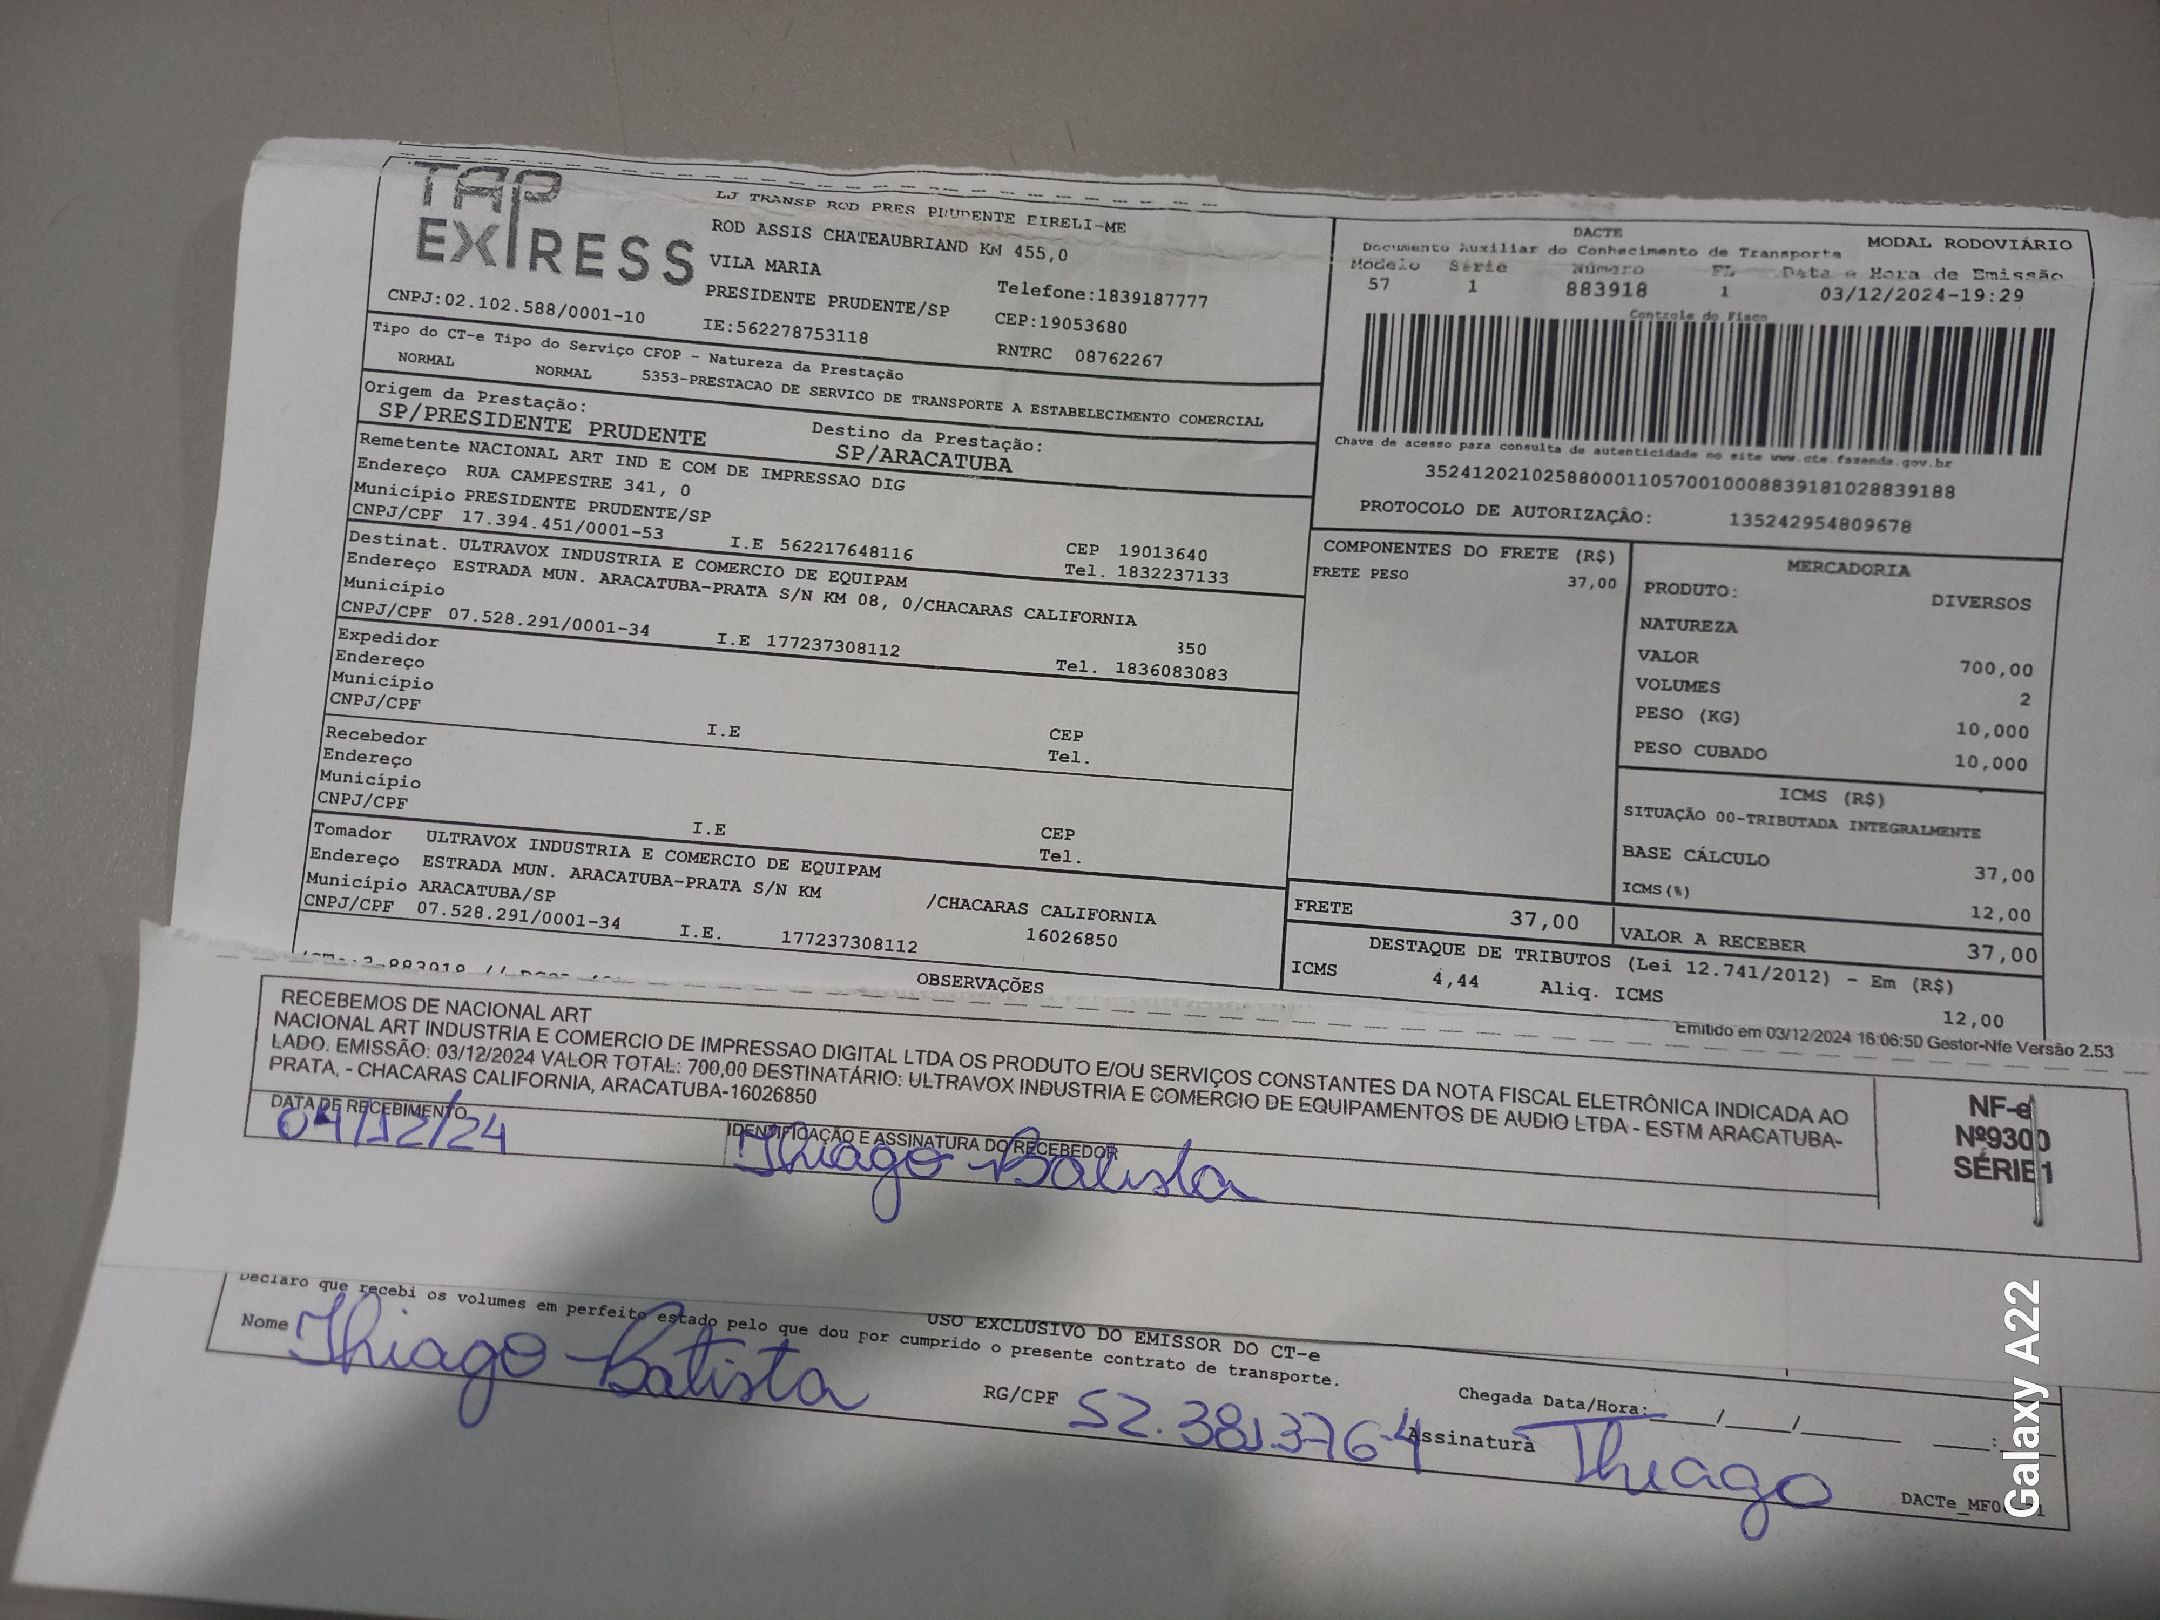 TAP EXPRESS
LJ TRANSP ROD PRES PRUDENTE EIRELI-ME
ROD ASSIS CHATEAUBRIAND KM 455,0
VILA MARIA
PRESIDENTE PRUDENTE/SP
Telefone:1839187777
CEP:19053680
CNPJ:02.102.588/0001-10
IE:562278753118
RNTRC 08762267
DACTE
MODAL RODOVIÁRIO
Documento Auxiliar do Conhecimento de Transporte
Modelo Série Número FL Data e Hora de Emissão
57 1 883918 1 03/12/2024-19:29
Controle do Fisco
Chave de acesso para consulta de autenticidade no site www.cte.fazenda.gov.br
35241202102588000110570010008839181028839188
PROTOCOLO DE AUTORIZAÇÃO: 135242954809678
Tipo do CT-e Tipo do Serviço CFOP - Natureza da Prestação
NORMAL NORMAL 5353-PRESTACAO DE SERVICO DE TRANSPORTE A ESTABELECIMENTO COMERCIAL
Origem da Prestação: Destino da Prestação:
SP/PRESIDENTE PRUDENTE SP/ARACATUBA
Remetente NACIONAL ART IND E COM DE IMPRESSAO DIG
Endereço RUA CAMPESTRE 341, 0
Município PRESIDENTE PRUDENTE/SP CEP 19013640
CNPJ/CPF 17.394.451/0001-53 I.E 562217648116 Tel. 1832237133
Destinat. ULTRAVOX INDUSTRIA E COMERCIO DE EQUIPAM
Endereço ESTRADA MUN. ARACATUBA-PRATA S/N KM 08, 0/CHACARAS CALIFORNIA
Município 350
CNPJ/CPF 07.528.291/0001-34 I.E 177237308112 Tel. 1836083083
Expedidor
Endereço
Município CEP
CNPJ/CPF I.E Tel.
Recebedor
Endereço
Município CEP
CNPJ/CPF I.E Tel.
Tomador ULTRAVOX INDUSTRIA E COMERCIO DE EQUIPAM
Endereço ESTRADA MUN. ARACATUBA-PRATA S/N KM /CHACARAS CALIFORNIA
Município ARACATUBA/SP 16026850
CNPJ/CPF 07.528.291/0001-34 I.E. 177237308112
COMPONENTES DO FRETE (R$)
FRETE PESO 37,00
MERCADORIA
PRODUTO: DIVERSOS
NATUREZA
VALOR 700,00
VOLUMES 2
PESO (KG) 10,000
PESO CUBADO 10,000
ICMS (R$)
SITUAÇÃO 00-TRIBUTADA INTEGRALMENTE
BASE CÁLCULO 37,00
ICMS(%) 12,00
FRETE 37,00
VALOR A RECEBER 37,00
DESTAQUE DE TRIBUTOS (Lei 12.741/2012) - Em (R$)
ICMS 4,44 Aliq. ICMS 12,00
OBSERVAÇÕES
Emitido em 03/12/2024 16:06:50 Gestor-Nfe Versão 2.53
RECEBEMOS DE NACIONAL ART
NACIONAL ART INDUSTRIA E COMERCIO DE IMPRESSAO DIGITAL LTDA OS PRODUTO E/OU SERVIÇOS CONSTANTES DA NOTA FISCAL ELETRÔNICA INDICADA AO
LADO. EMISSÃO: 03/12/2024 VALOR TOTAL: 700,00 DESTINATÁRIO: ULTRAVOX INDUSTRIA E COMERCIO DE EQUIPAMENTOS DE AUDIO LTDA - ESTM ARACATUBA-
PRATA, - CHACARAS CALIFORNIA, ARACATUBA-16026850
DATA DE RECEBIMENTO
04/12/24
IDENTIFICAÇÃO E ASSINATURA DO RECEBEDOR
Thiago Batista
NF-e
Nº9300
SÉRIE1
USO EXCLUSIVO DO EMISSOR DO CT-e
Declaro que recebi os volumes em perfeito estado pelo que dou por cumprido o presente contrato de transporte.
Nome Thiago Batista
RG/CPF 52.381.376-4
Chegada Data/Hora: / / :
Assinatura Thiago
Galaxy A22